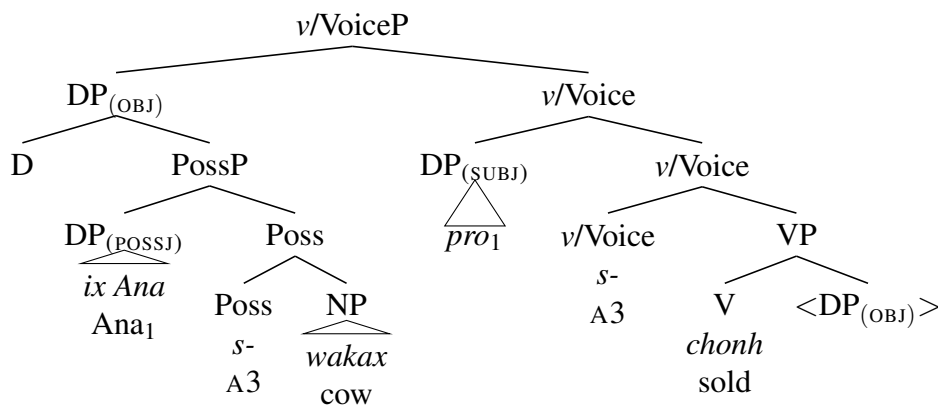 v/VoiceP
DP(OBJ) v/Voice
D PossP DP(SUBJ) v/Voice
DP(POSSJ) Poss pro1 v/Voice VP
ix Ana Poss NP s- V <DP(OBJ)>
Ana1 s- wakax A3 chonh
A3 cow sold